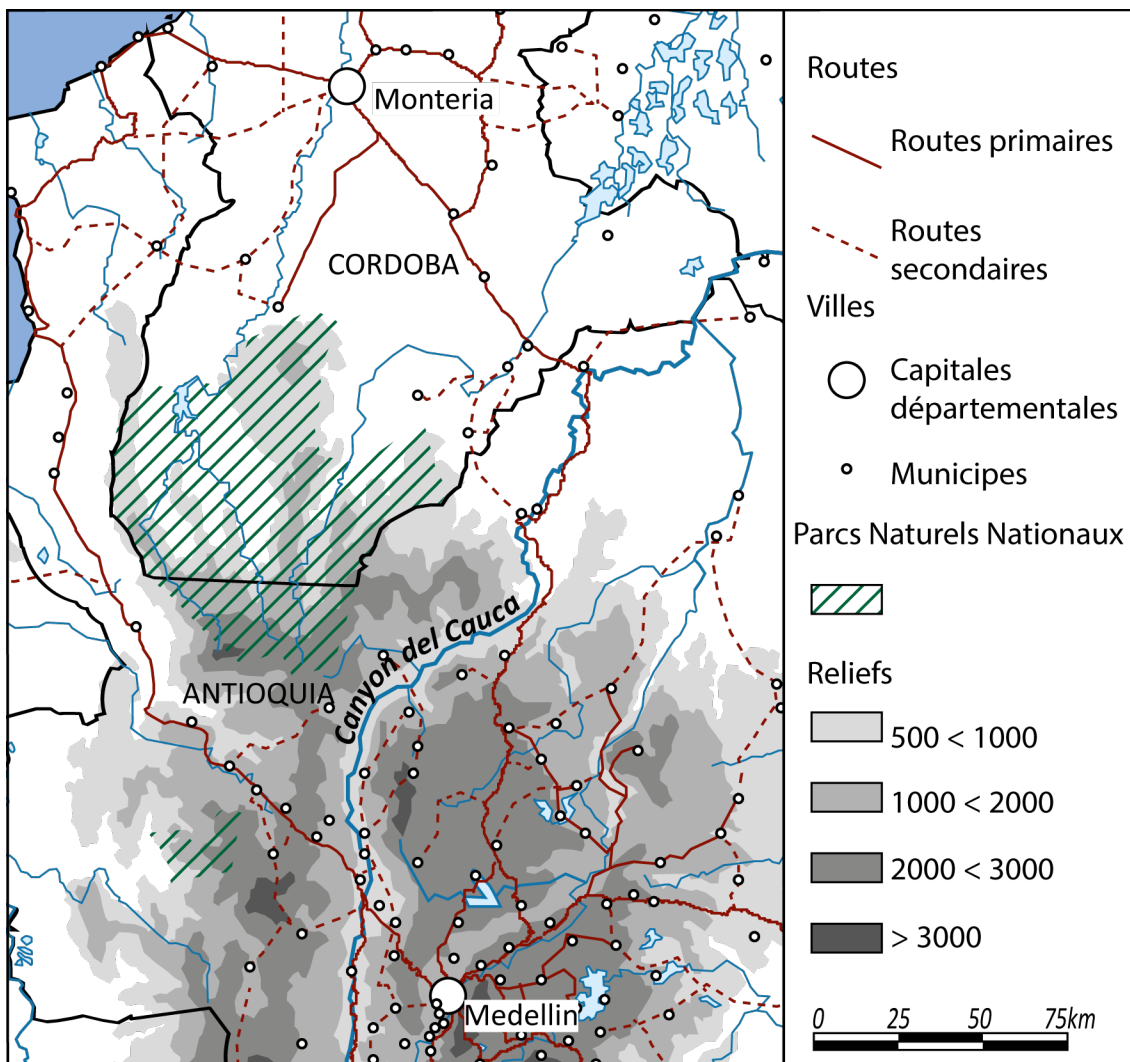 Monteria
CORDOBA
Canyon del Cauca
ANTIOQUIA
Medellin
Routes
Routes primaires
Routes
secondaires
Villes
Capitales
départementales
Municipes
Parcs Naturels Nationaux
Reliefs
500 < 1000
1000 < 2000
2000 < 3000
> 3000
0 25 50 75km